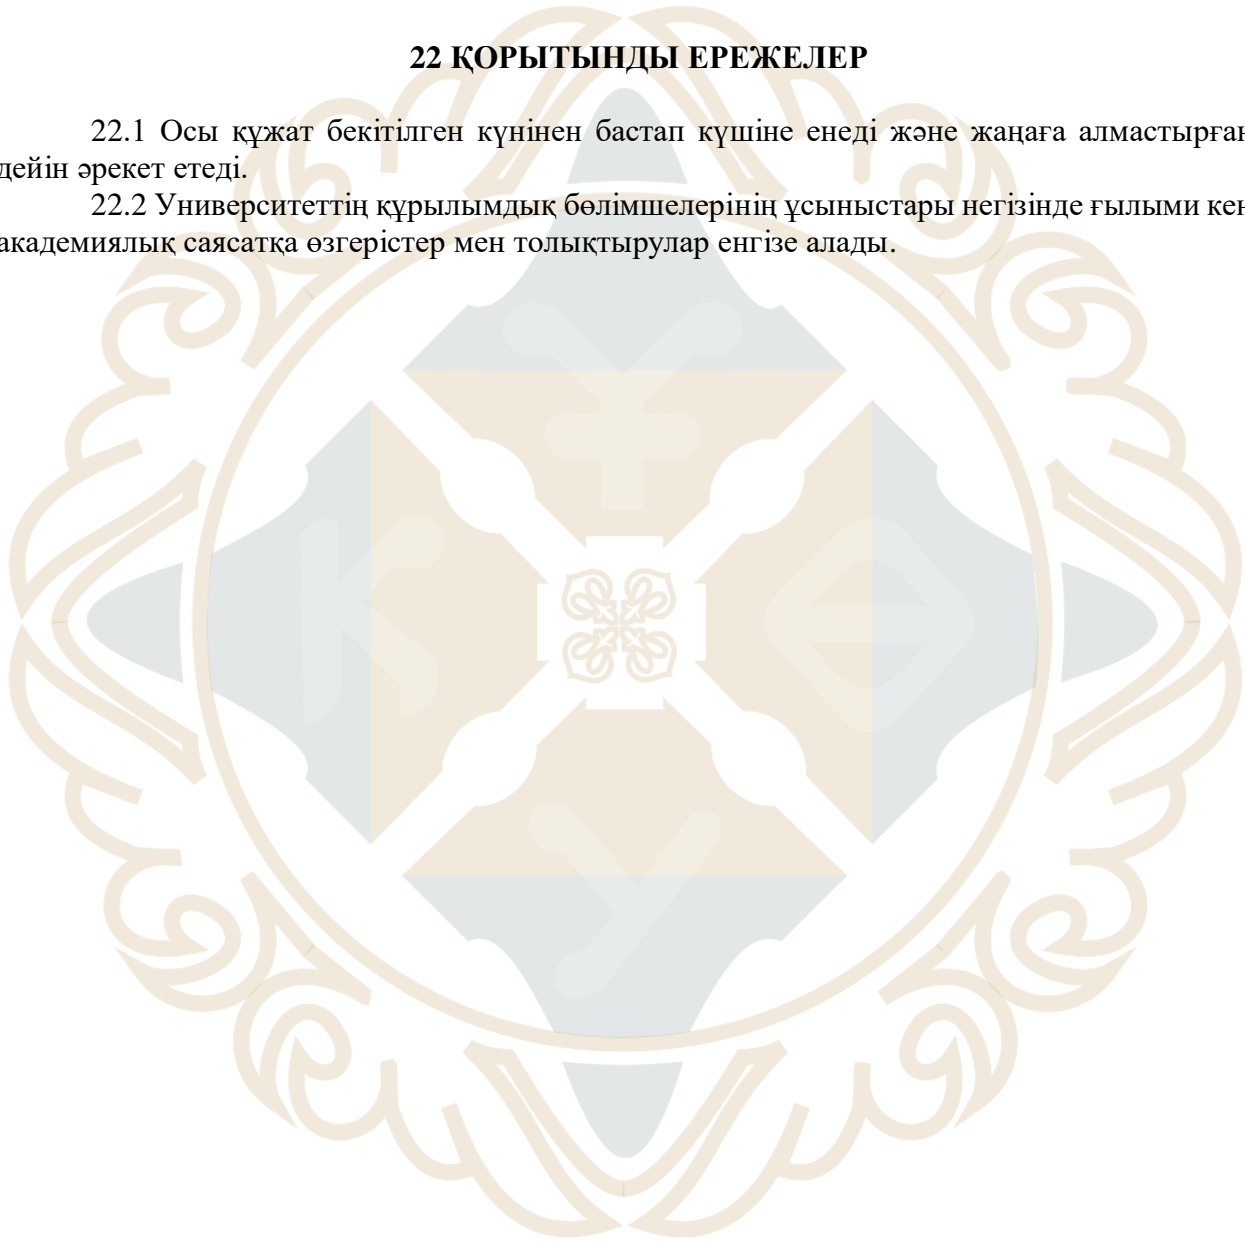 22 ҚОРЫТЫНДЫ ЕРЕЖЕЛЕР
22.1 Осы құжат бекітілген күнінен бастап күшіне енеді және жаңаға алмастырған
дейін әрекет етеді.
22.2 Университеттің құрылымдық бөлімшелерінің ұсыныстары негізінде ғылыми
академиялық саясатқа өзгерістер мен толықтырулар енгізе алады.
Ұ
Қ Ө
У